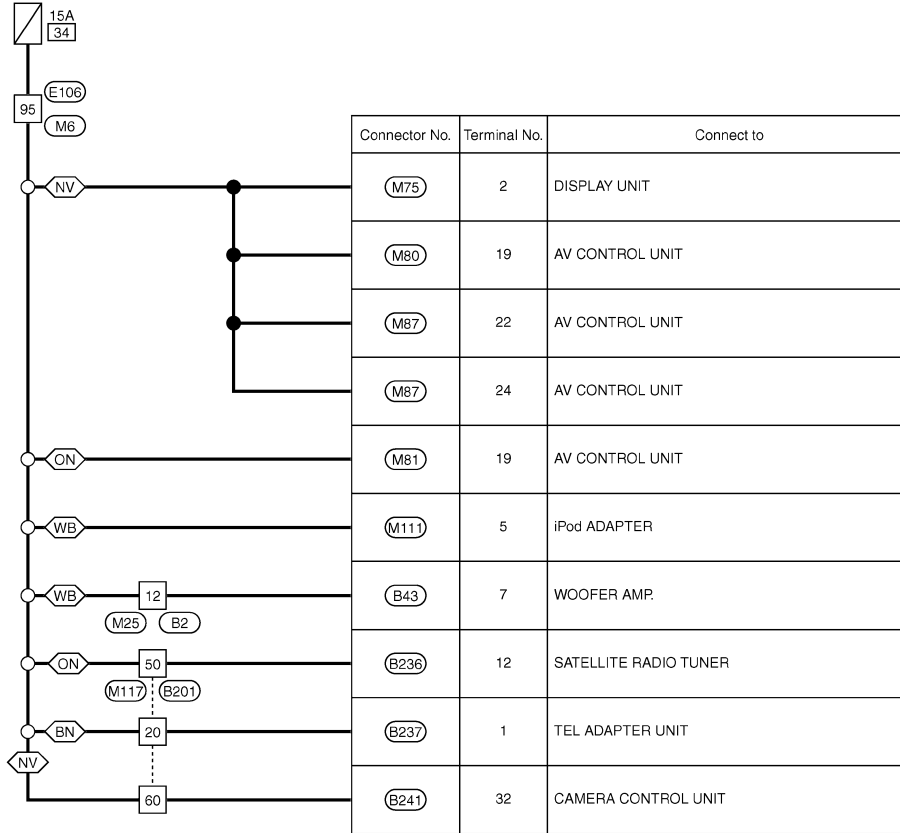 15A
34
95
E106
M6
Connector No. Terminal No. Connect to
NV M75 2 DISPLAY UNIT
M80 19 AV CONTROL UNIT
M87 22 AV CONTROL UNIT
M87 24 AV CONTROL UNIT
ON M81 19 AV CONTROL UNIT
WB M111 5 iPod ADAPTER
WB 12 B43 7 WOOFER AMP.
M25 B2
ON 50 B236 12 SATELLITE RADIO TUNER
M117 B201
BN 20 B237 1 TEL ADAPTER UNIT
NV
60 B241 32 CAMERA CONTROL UNIT